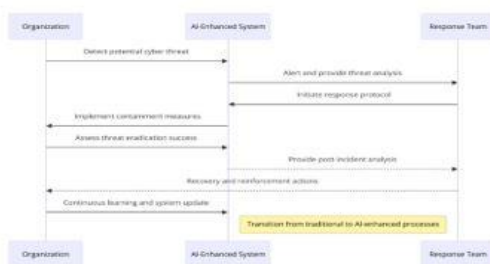 Organization
AI-Enhanced System
Response Team
Detect potential cyber threat
Alert and provide threat analysis
Initiate response protocol
Implement containment measures
Assess threat eradication success
Provide post-incident analysis
Recovery and reinforcement actions
Continuous learning and system update
Transition from traditional to AI-enhanced processes
Organization
AI-Enhanced System
Response Team